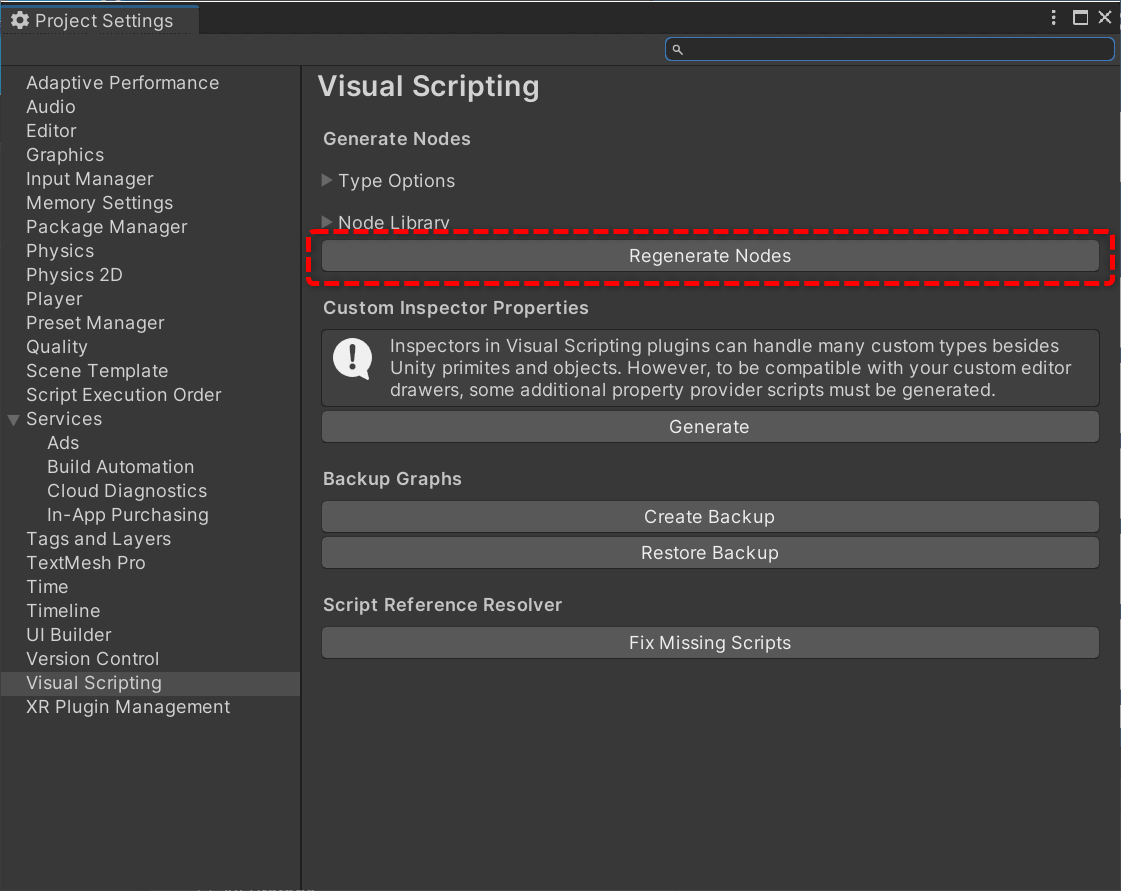 Project Settings
Adaptive Performance
Audio
Editor
Graphics
Input Manager
Memory Settings
Package Manager
Physics
Physics 2D
Player
Preset Manager
Quality
Scene Template
Script Execution Order
Services
Ads
Build Automation
Cloud Diagnostics
In-App Purchasing
Tags and Layers
TextMesh Pro
Time
Timeline
UI Builder
Version Control
Visual Scripting
XR Plugin Management
Visual Scripting
Generate Nodes
Type Options
Node Library
Regenerate Nodes
Custom Inspector Properties
Inspectors in Visual Scripting plugins can handle many custom types besides
Unity primites and objects. However, to be compatible with your custom editor
drawers, some additional property provider scripts must be generated.
Generate
Backup Graphs
Create Backup
Restore Backup
Script Reference Resolver
Fix Missing Scripts